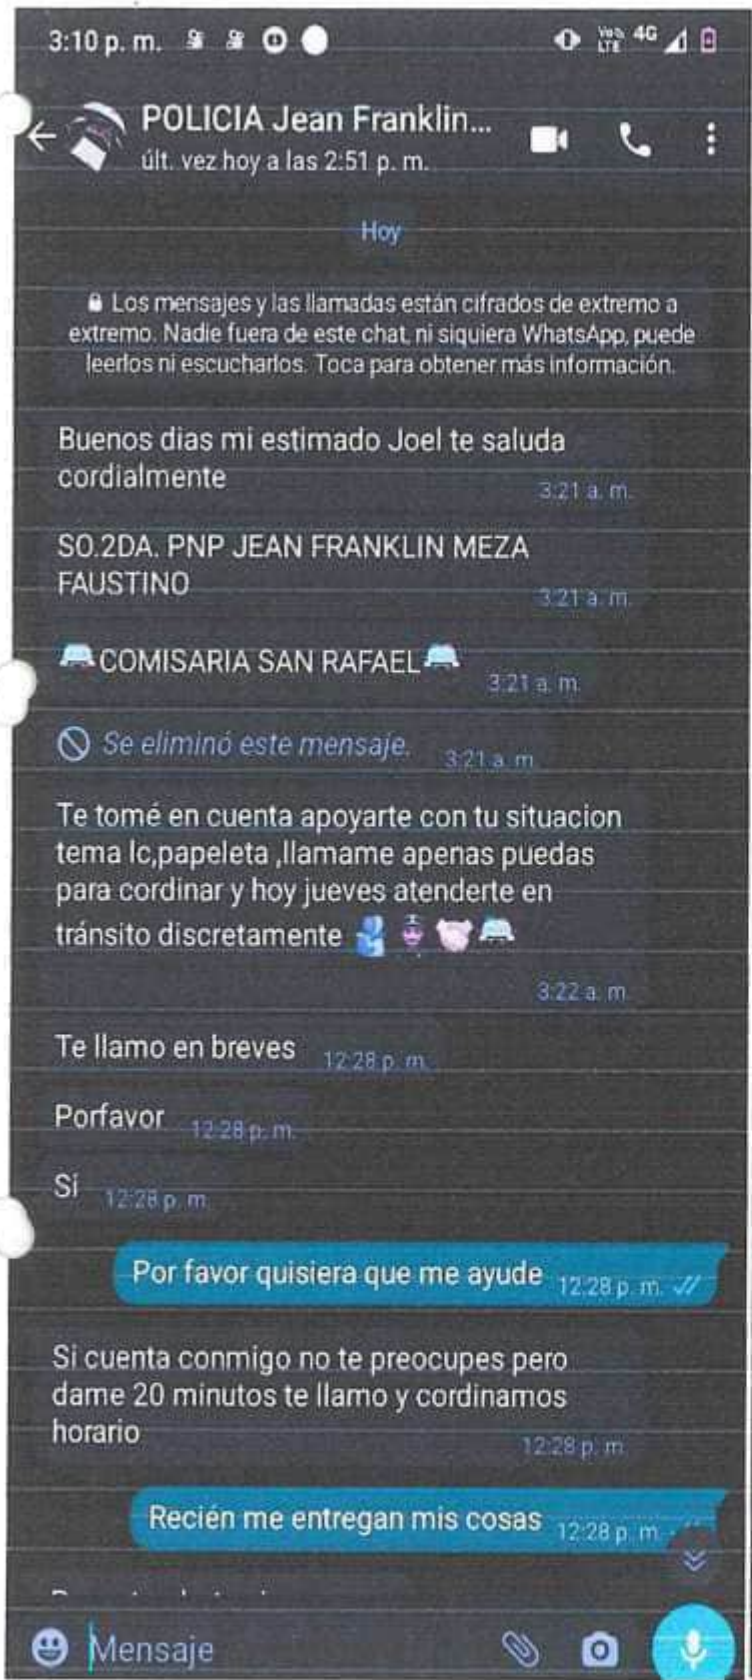 3:10 p. m.
VoLTE 4G
POLICIA Jean Franklin...
últ. vez hoy a las 2:51 p. m.
Hoy
Los mensajes y las llamadas están cifrados de extremo a
extremo. Nadie fuera de este chat, ni siquiera WhatsApp, puede
leerlos ni escucharlos. Toca para obtener más información.
Buenos dias mi estimado Joel te saluda
cordialmente
3:21 a. m.
SO.2DA. PNP JEAN FRANKLIN MEZA
FAUSTINO
3:21 a. m.
🚔COMISARIA SAN RAFAEL🚔
3:21 a. m.
Se eliminó este mensaje.
3:21 a. m.
Te tomé en cuenta apoyarte con tu situacion
tema lc,papeleta ,llamame apenas puedas
para cordinar y hoy jueves atenderte en
tránsito discretamente
3:22 a. m.
Te llamo en breves
12:28 p. m.
Porfavor
12:28 p. m.
Si
12:28 p. m.
Por favor quisiera que me ayude
12:28 p. m.
Si cuenta conmigo no te preocupes pero
dame 20 minutos te llamo y cordinamos
horario
12:28 p. m.
Recién me entregan mis cosas
12:28 p. m.
Mensaje